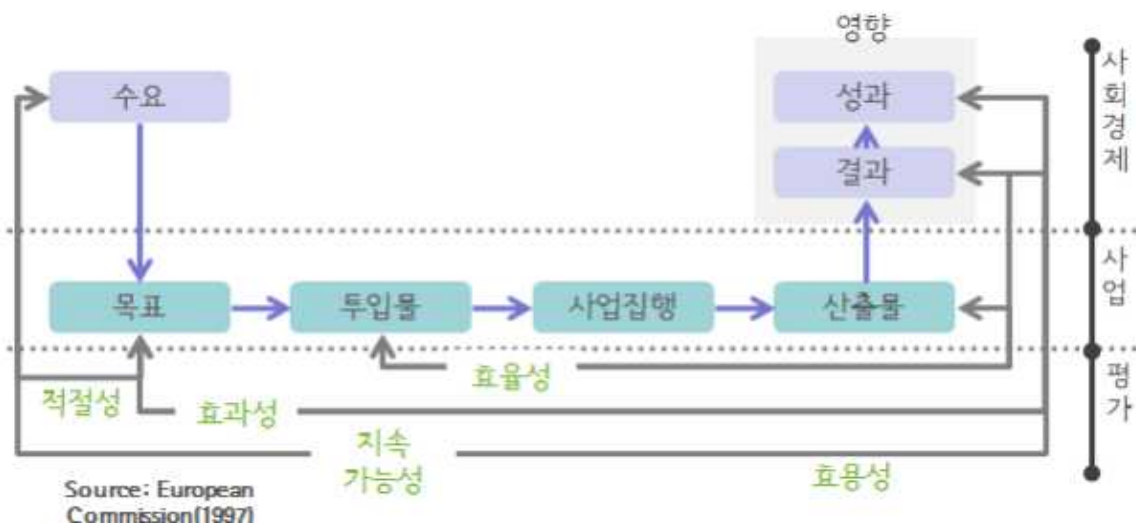 영향
수요
성과
결과
사회경제
목표
투입물
사업집행
산출물
사업
효율성
적절성
효과성
지속
가능성
효용성
평가
Source: European
Commission(1997)